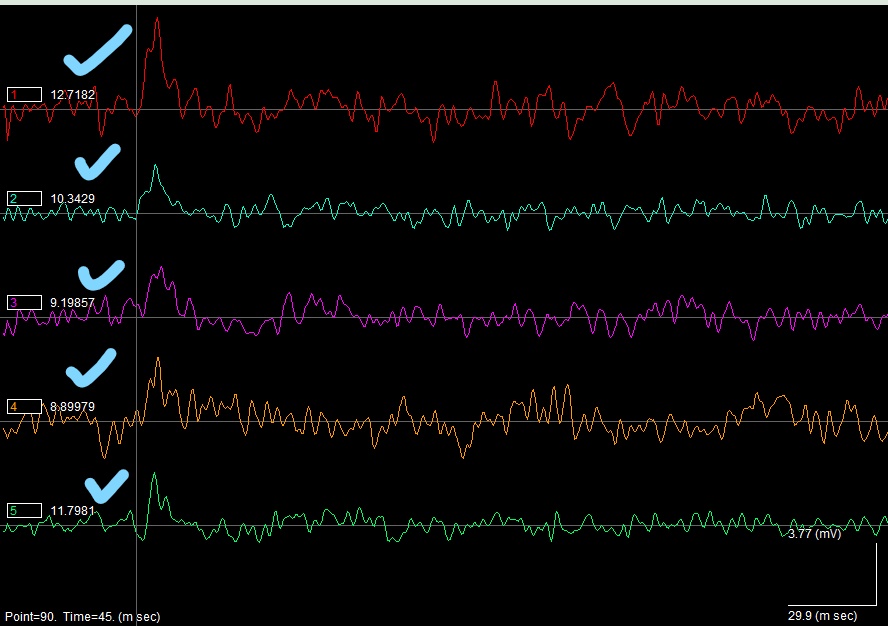 1 12.7182
2 10.3429
3 9.19857
4 8.89979
5 11.7981
3.77 (mV)
29.9 (m sec)
Point=90. Time=45. (m sec)